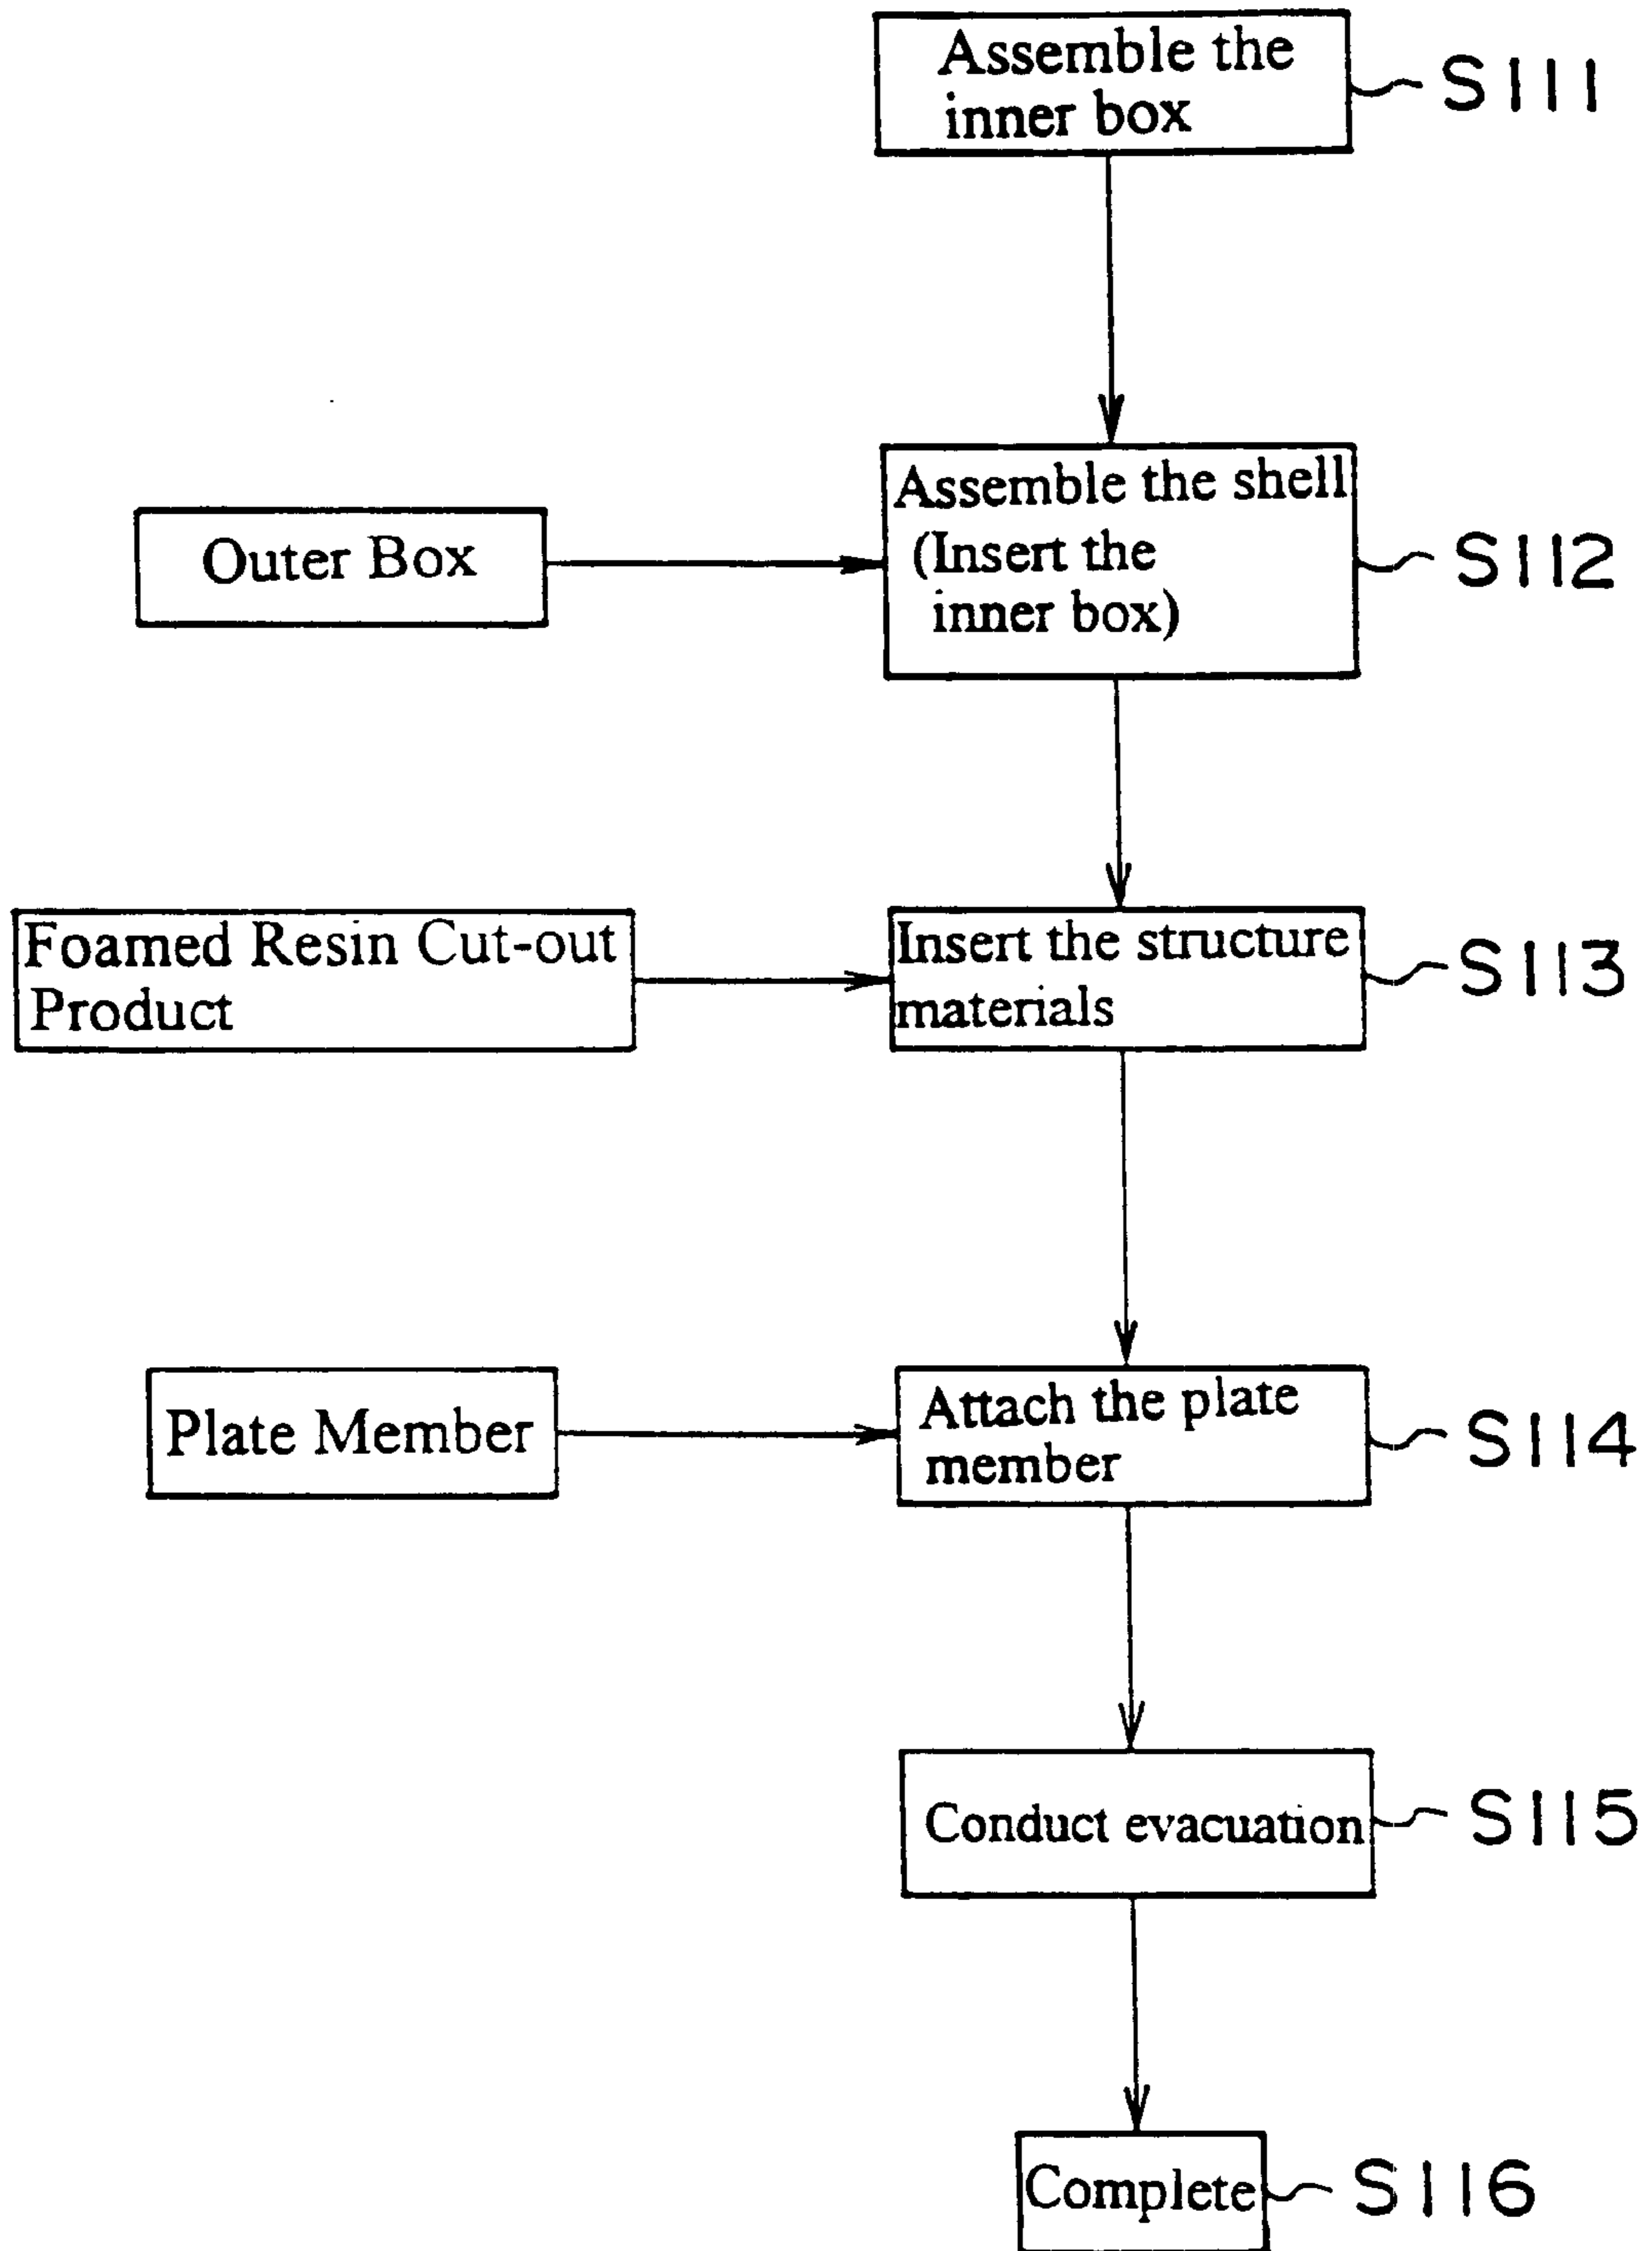 Assemble the
inner box
S111
Outer Box
Assemble the shell
(Insert the
inner box)
S112
Foamed Resin Cut-out
Product
Insert the structure
materials
S113
Plate Member
Attach the plate
member
S114
Conduct evacuation
S115
Complete
S116